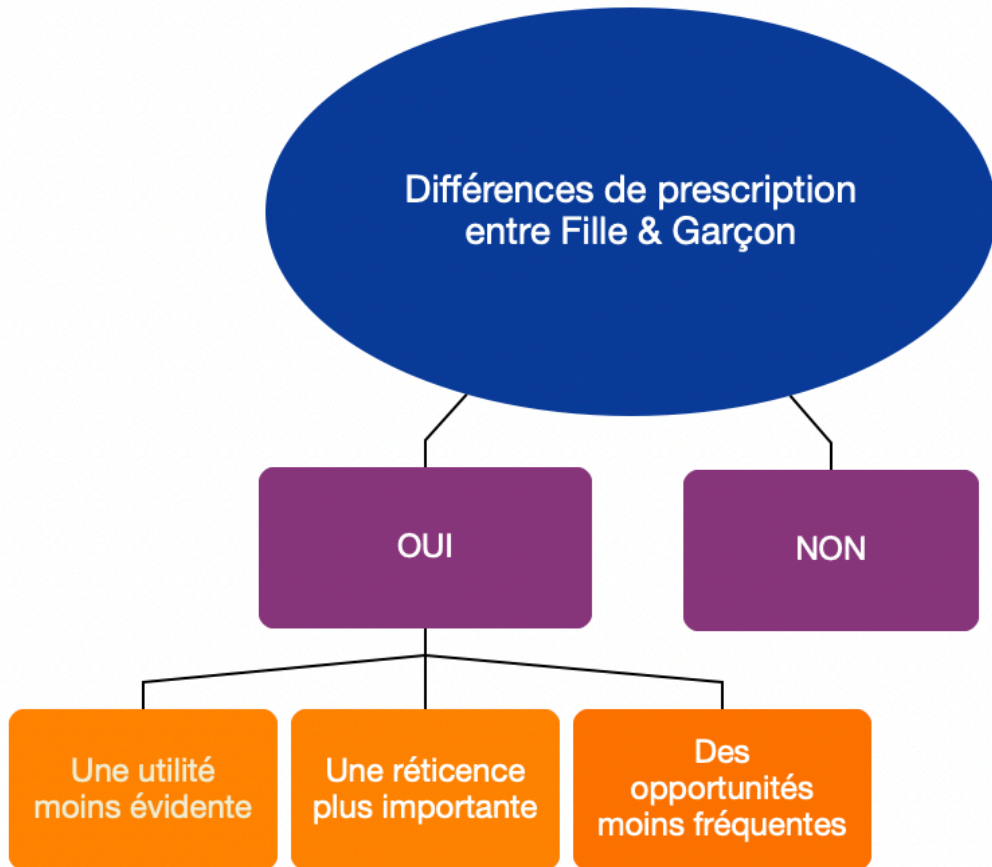 Différences de prescription
entre Fille & Garçon
OUI
NON
Une utilité
moins évidente
Une réticence
plus importante
Des
opportunités
moins fréquentes